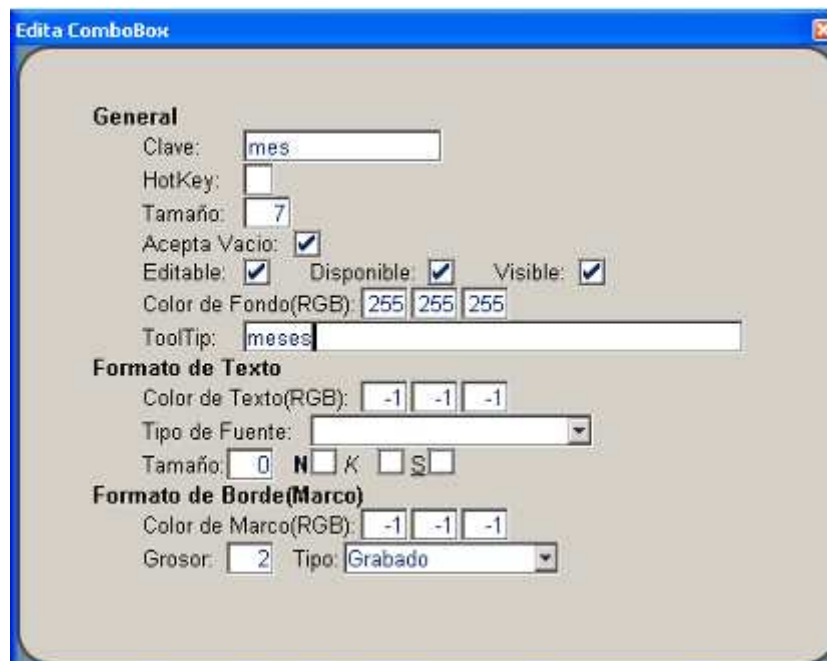 Edita ComboBox
General
Clave: mes
HotKey:
Tamaño: 7
Acepta Vacio:
Editable: Disponible: Visible:
Color de Fondo(RGB): 255 255 255
ToolTip: meses
Formato de Texto
Color de Texto(RGB): -1 -1 -1
Tipo de Fuente:
Tamaño: 0 N K S
Formato de Borde(Marco)
Color de Marco(RGB): -1 -1 -1
Grosor: 2 Tipo: Grabado